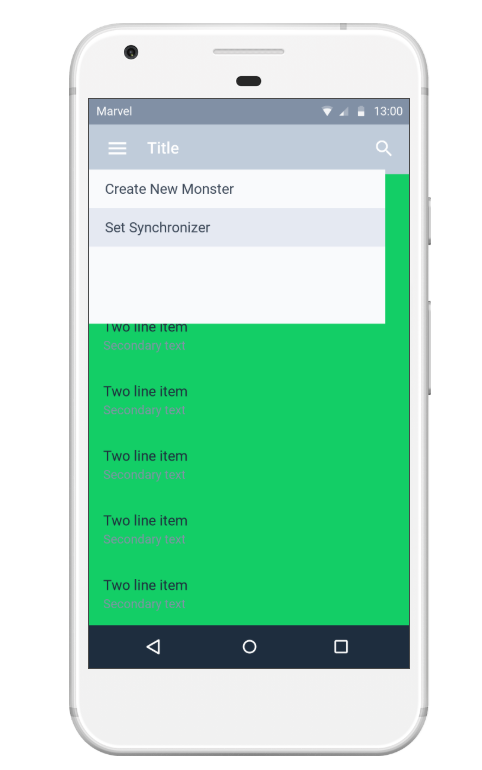 Marvel 13:00
Title
Create New Monster
Set Synchronizer
Two line item
Secondary text
Two line item
Secondary text
Two line item
Secondary text
Two line item
Secondary text
Two line item
Secondary text